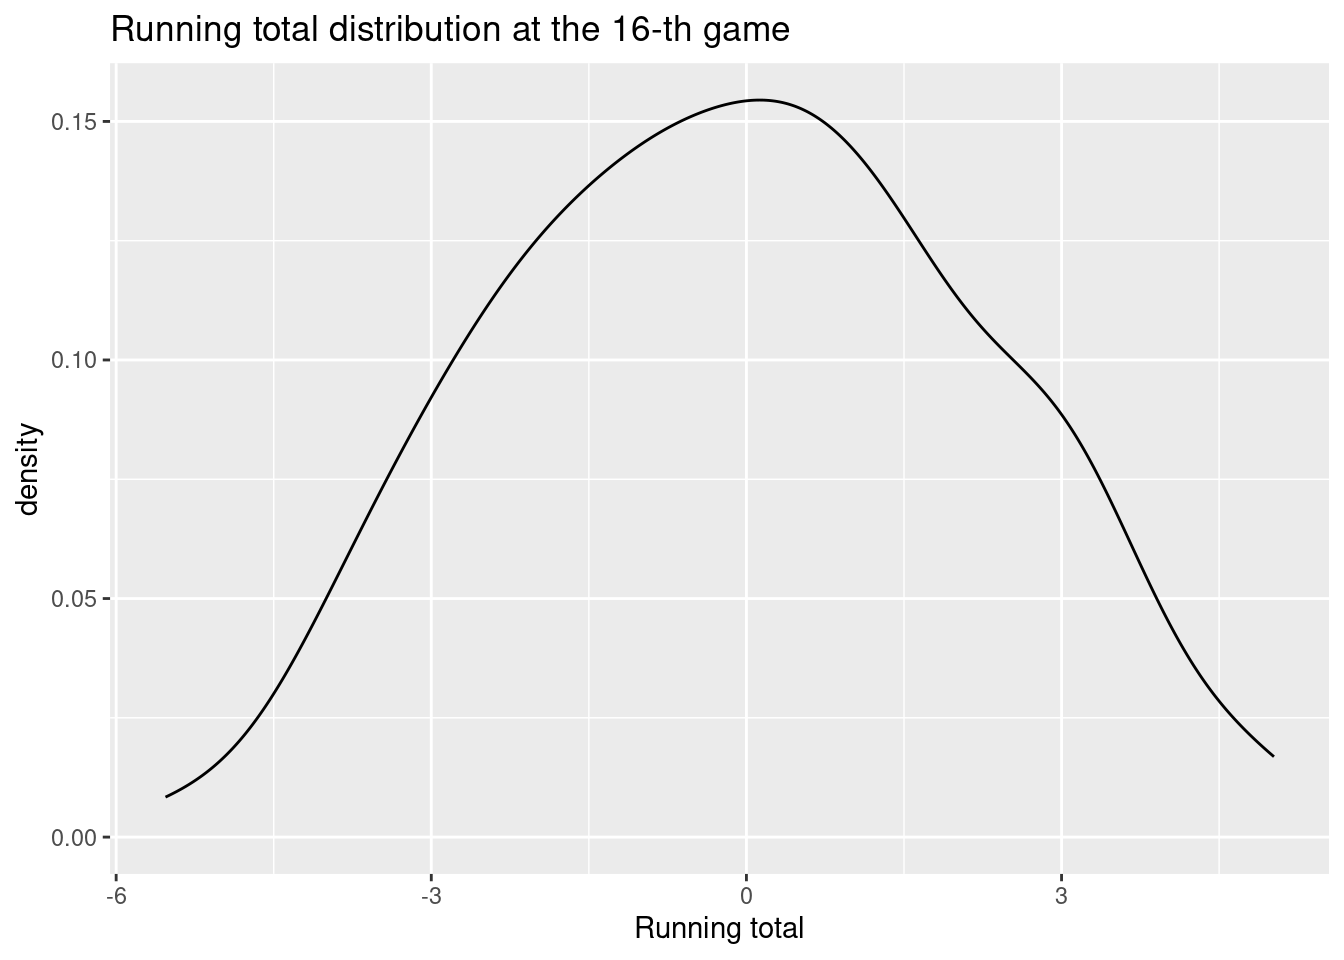 Running total distribution at the 16-th game
0.15
0.10
0.05
0.00
density
-6 -3 0 3
Running total